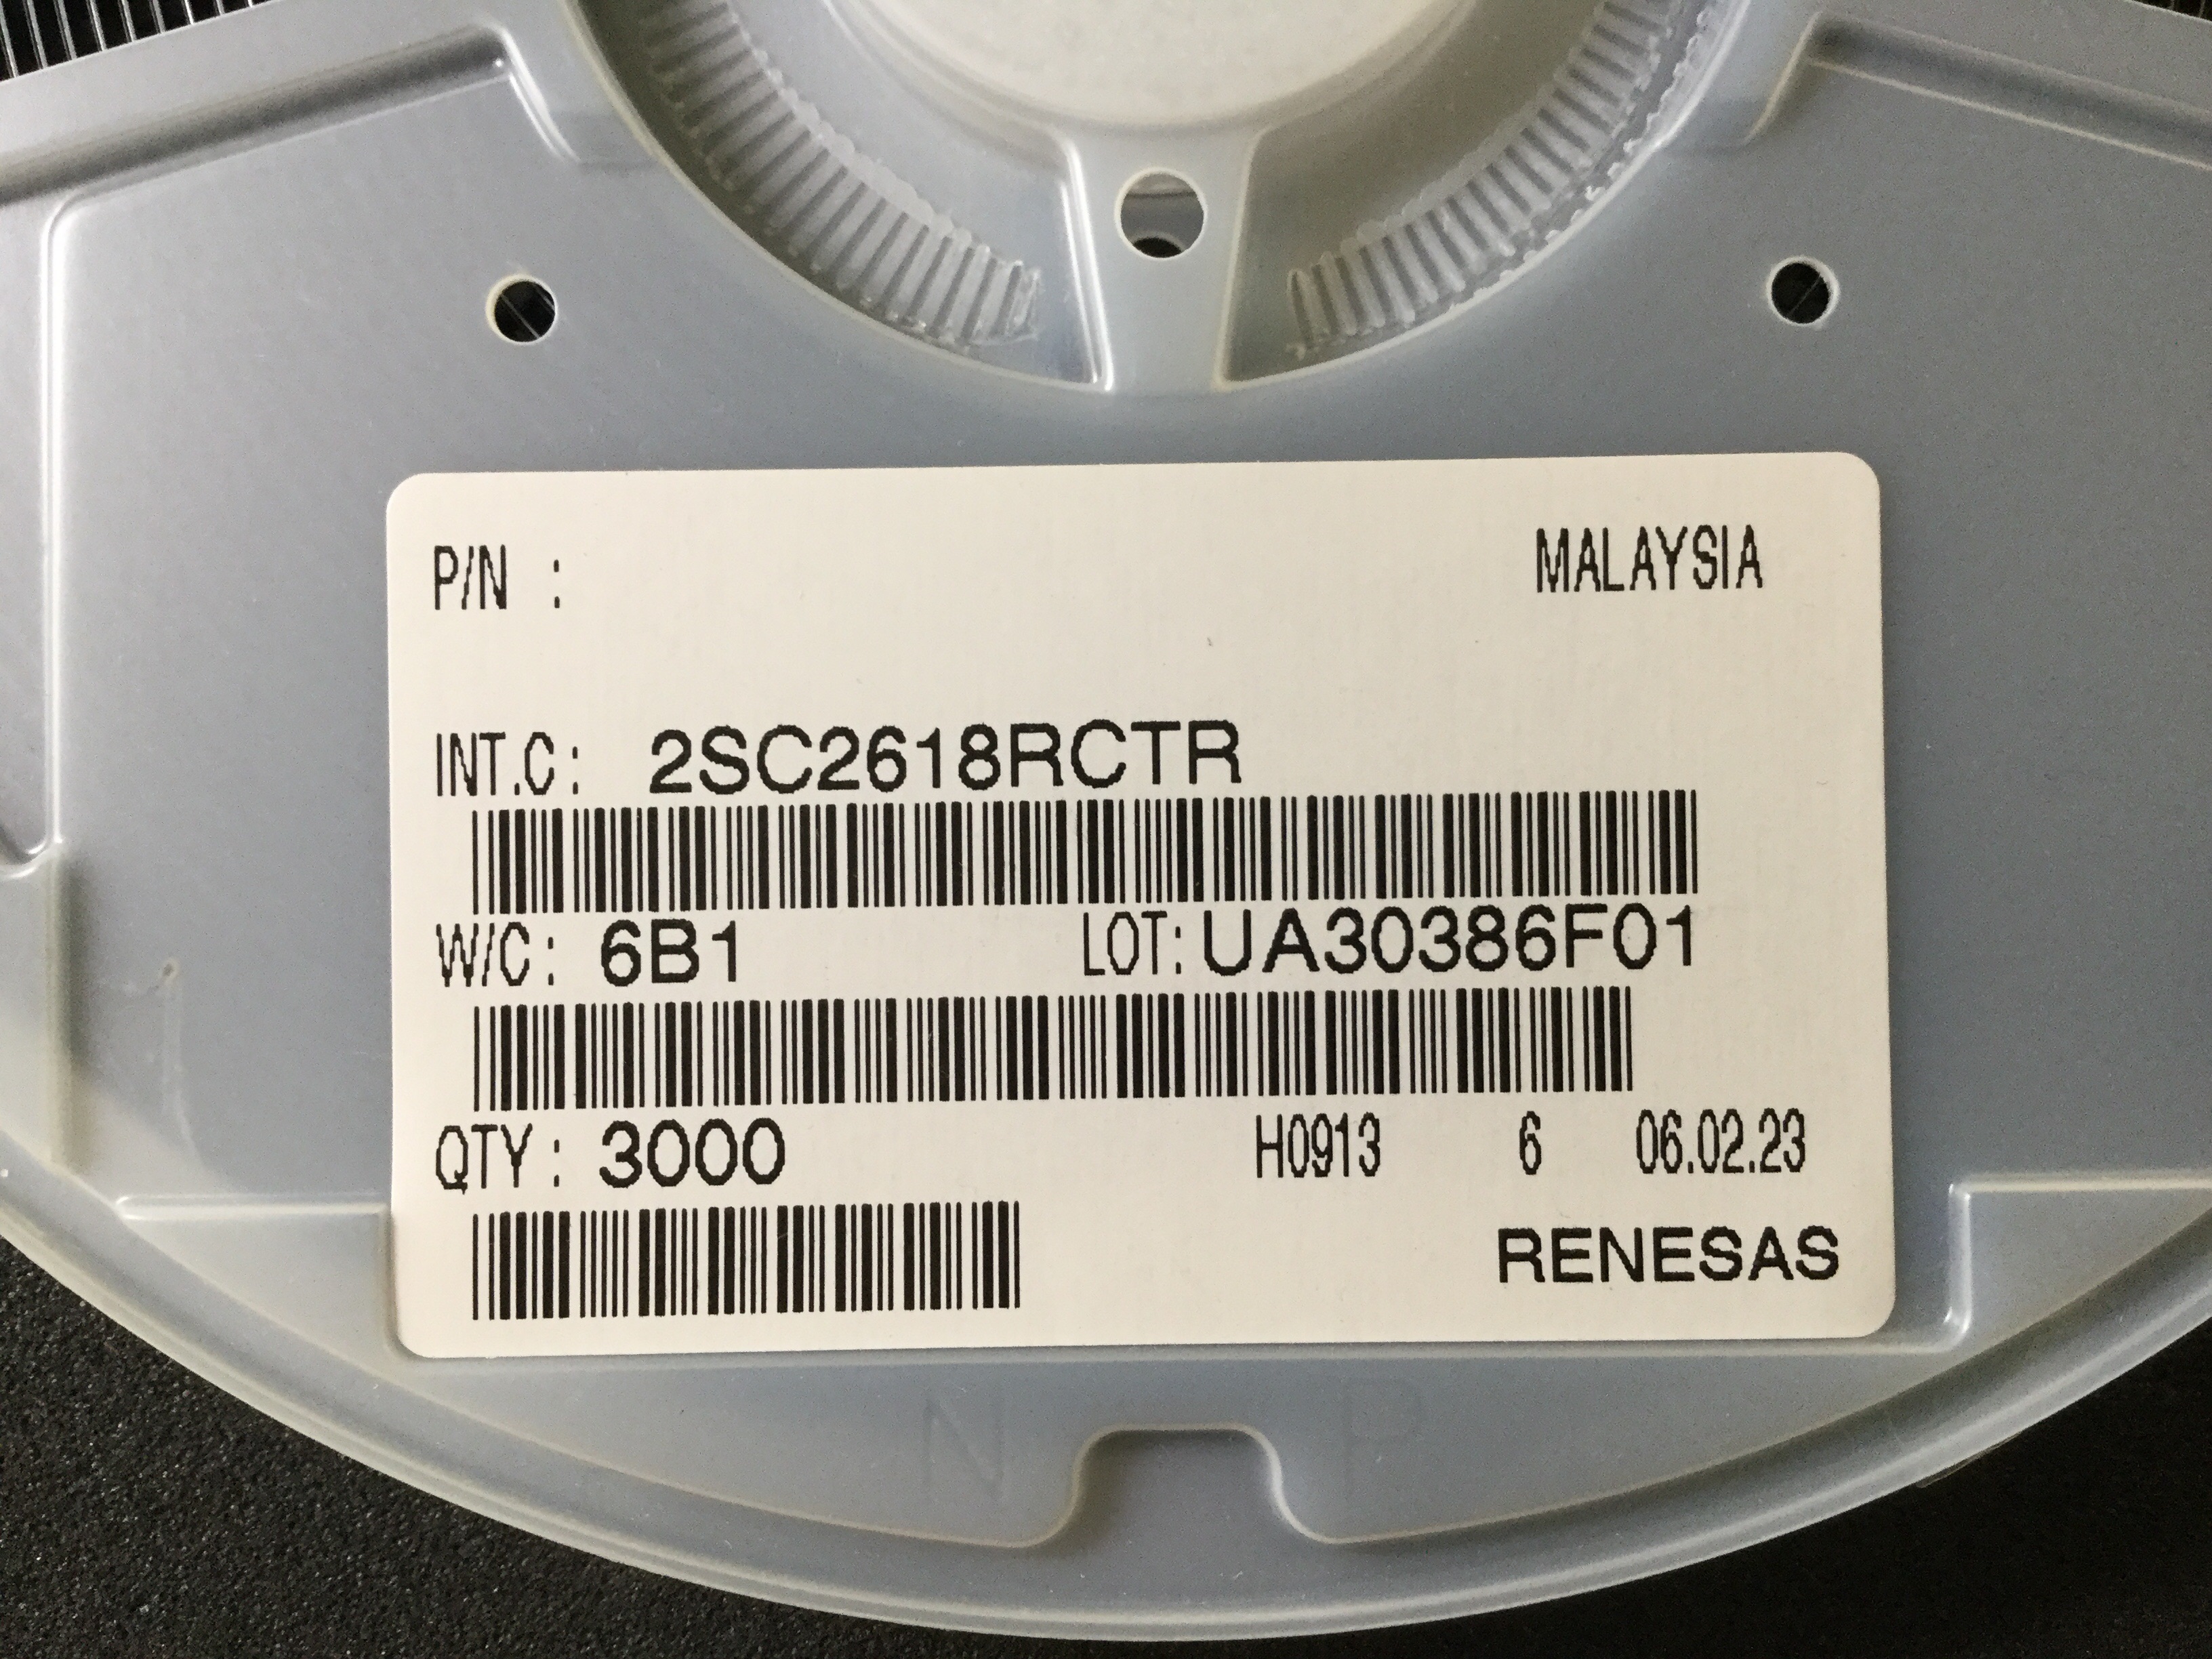 P/N : MALAYSIA
INT.C: 2SC2618RCTR
W/C: 6B1 LOT: UA30386F01
QTY: 3000 H0913 6 06.02.23
RENESAS
N P